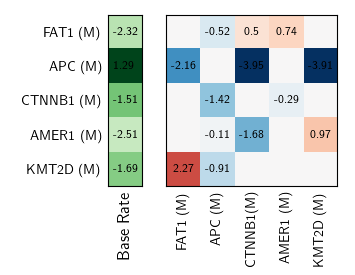 FAT1 (M) -2.32 -0.52 0.5 0.74
APC (M) 1.29 -2.16 -3.95 -3.91
CTNNB1 (M) -1.51 -1.42 -0.29
AMER1 (M) -2.51 -0.11 -1.68 0.97
KMT2D (M) -1.69 2.27 -0.91
Base Rate
FAT1 (M)
APC (M)
CTNNB1(M)
AMER1 (M)
KMT2D (M)